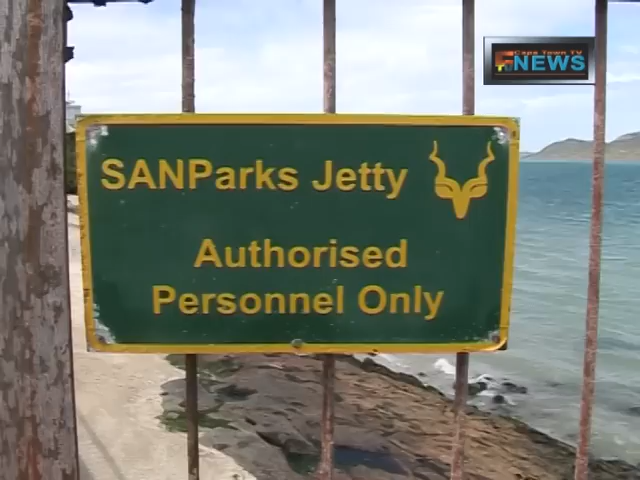 Cape Town TV
NEWS
SANParks Jetty
Authorised
Personnel Only